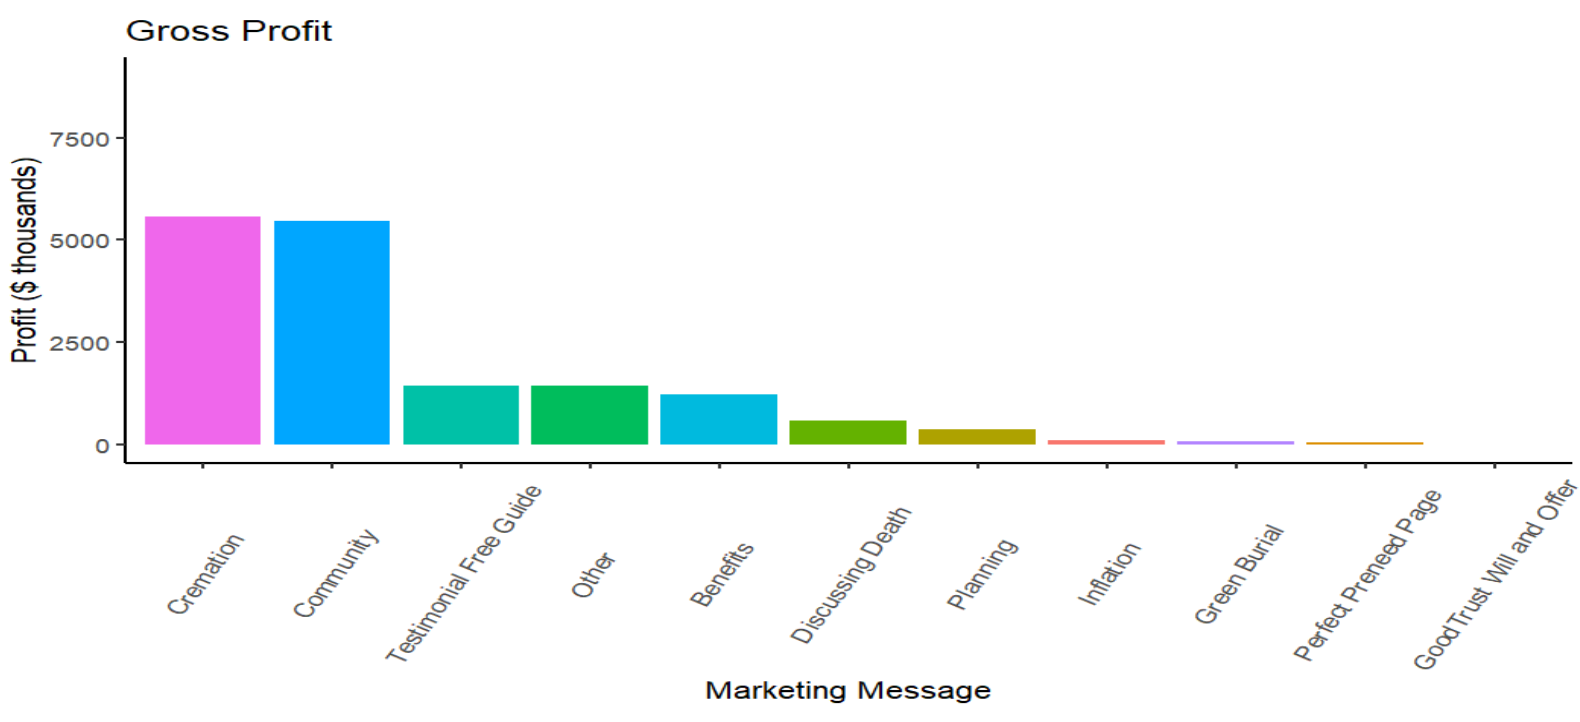 Gross Profit
7500
5000
2500
0
Profit ($ thousands)
Cremation
Community
Testimonial Free Guide
Other
Benefits
Discussing Death
Planning
Inflation
Green Burial
Perfect Preneed Page
GoodTrust Will and Offer
Marketing Message